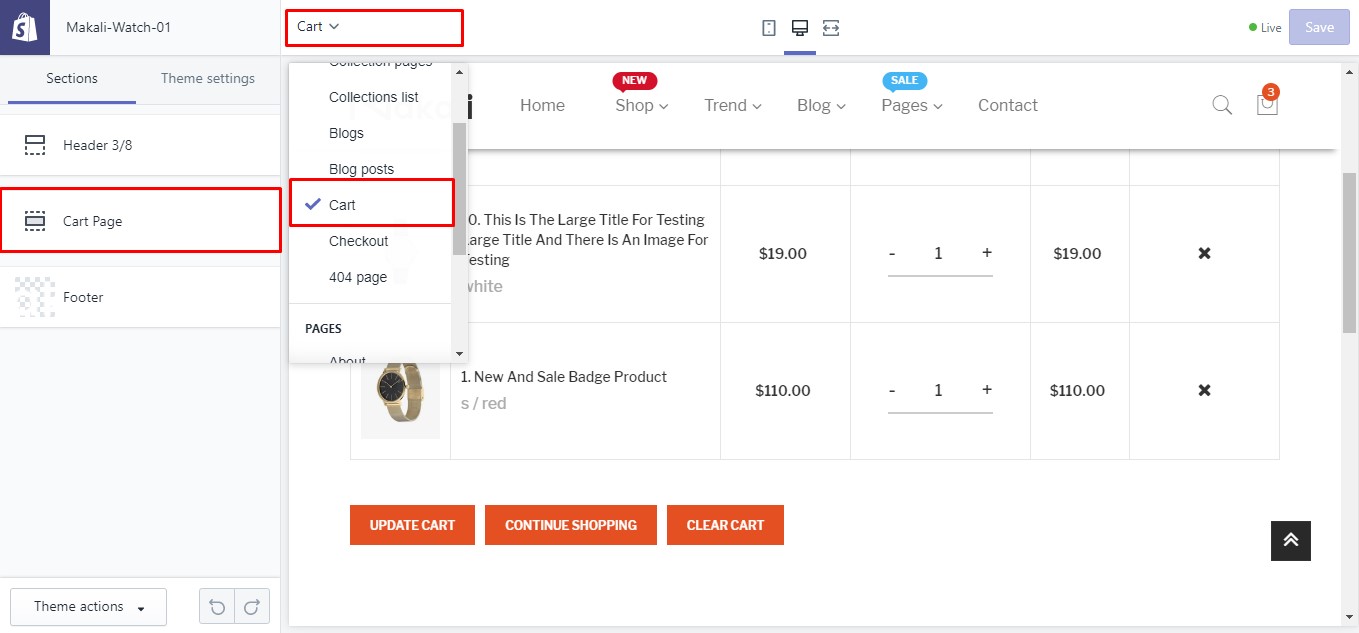 Makali-Watch-01
Cart
Live
Save
Sections
Theme settings
Header 3/8
Cart Page
Footer
Theme actions
Collection pages
Collections list
Blogs
Blog posts
Cart
Checkout
404 page
PAGES
About
NEW
SALE
Home
Shop
Trend
Blog
Pages
Contact
3
0. This Is The Large Title For Testing
Large Title And There Is An Image For
Testing
white
$19.00
- 1 +
$19.00
1. New And Sale Badge Product
s / red
$110.00
- 1 +
$110.00
UPDATE CART
CONTINUE SHOPPING
CLEAR CART